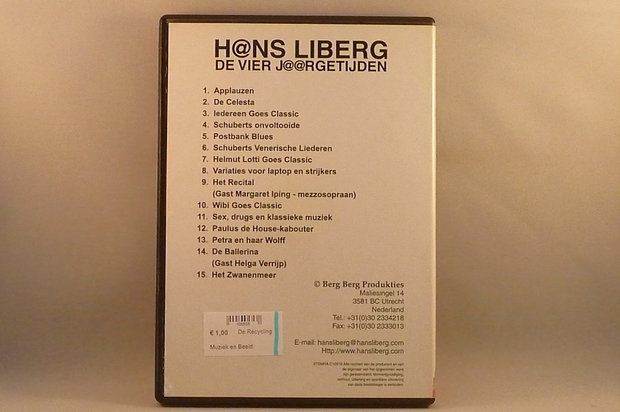 H@NS LIBERG
DE VIER J@@RGETIJDEN
1. Applauzen
2. De Celesta
3. Iedereen Goes Classic
4. Schuberts onvoltooide
5. Postbank Blues
6. Schuberts Venerische Liederen
7. Helmut Lotti Goes Classic
8. Variaties voor laptop en strijkers
9. Het Recital
(Gast Margaret Iping - mezzosopraan)
10. Wibi Goes Classic
11. Sex, drugs en klassieke muziek
12. Paulus de House-kabouter
13. Petra en haar Wolff
14. De Ballerina
(Gast Helga Verrijp)
15. Het Zwanenmeer
© Berg Berg Produkties
Maliesingel 14
3581 BC Utrecht
Nederland
Tel.: +31(0)30 2334218
Fax: +31(0)30 2333013
E-mail: hansliberg@hansliberg.com
Http://www.hansliberg.com
€ 1,00 De Recycling
Muziek en Beeld